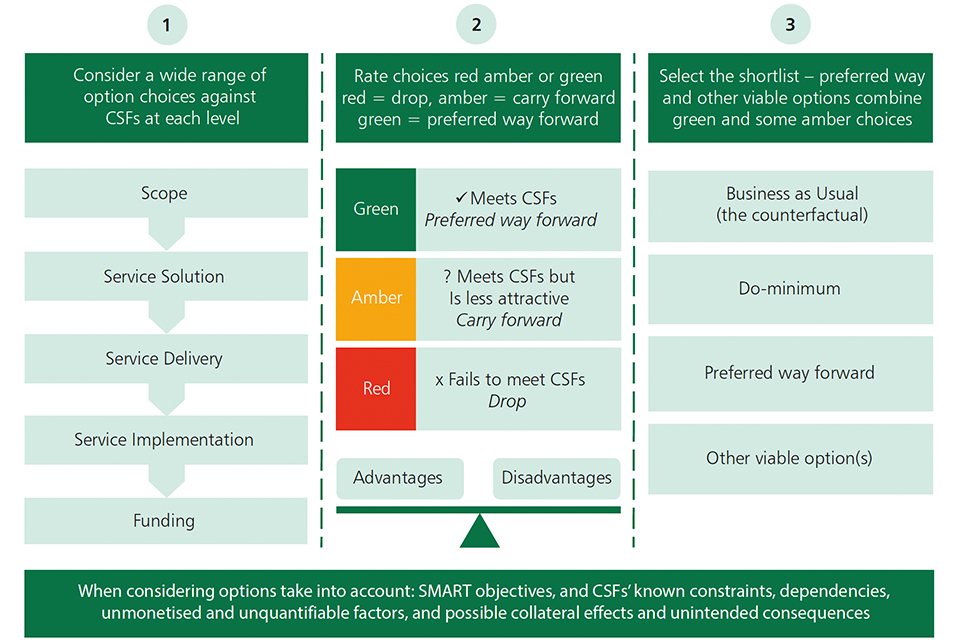 1
Consider a wide range of
option choices against
CSFs at each level
Scope
Service Solution
Service Delivery
Service Implementation
Funding
2
Rate choices red amber or green
red = drop, amber = carry forward
green = preferred way forward
Green
✓ Meets CSFs
Preferred way forward
Amber
? Meets CSFs but
Is less attractive
Carry forward
Red
x Fails to meet CSFs
Drop
Advantages
Disadvantages
3
Select the shortlist – preferred way
and other viable options combine
green and some amber choices
Business as Usual
(the counterfactual)
Do-minimum
Preferred way forward
Other viable option(s)
When considering options take into account: SMART objectives, and CSFs’ known constraints, dependencies,
unmonetised and unquantifiable factors, and possible collateral effects and unintended consequences